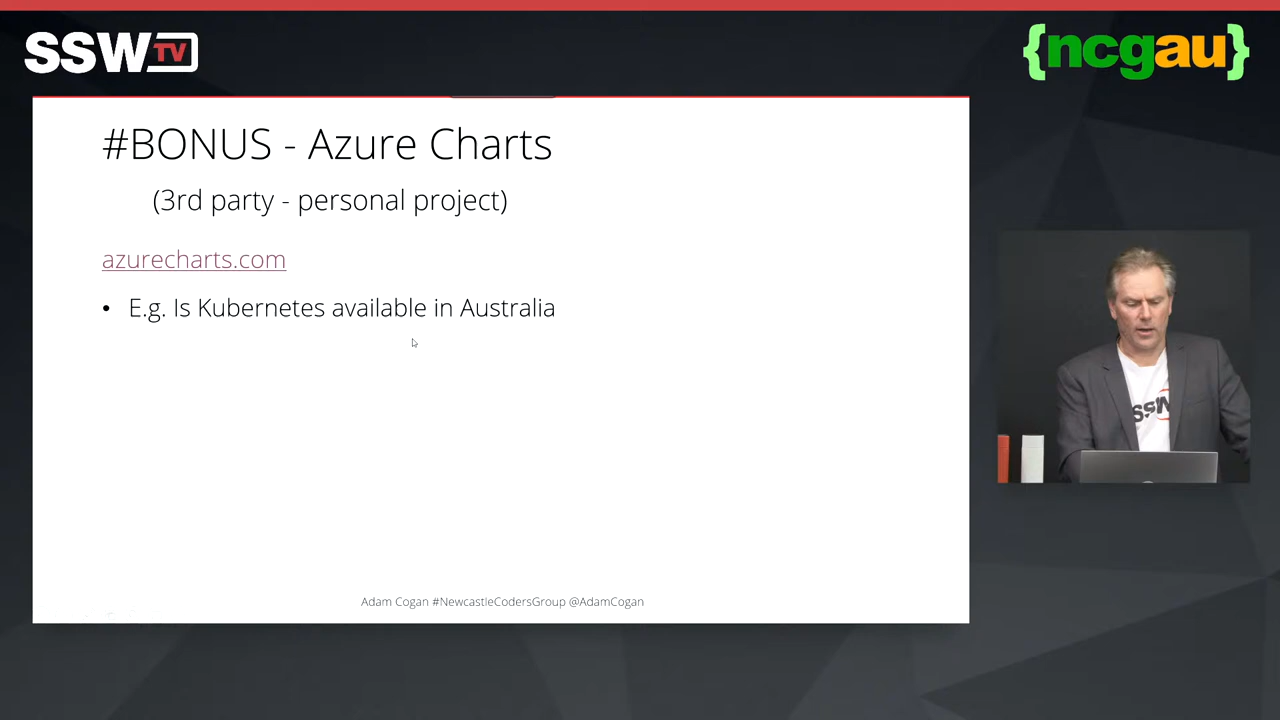 SSW TV
{ncgau}
#BONUS - Azure Charts
(3rd party - personal project)
azurecharts.com
• E.g. Is Kubernetes available in Australia
SSW
Adam Cogan #NewcastleCodersGroup @AdamCogan